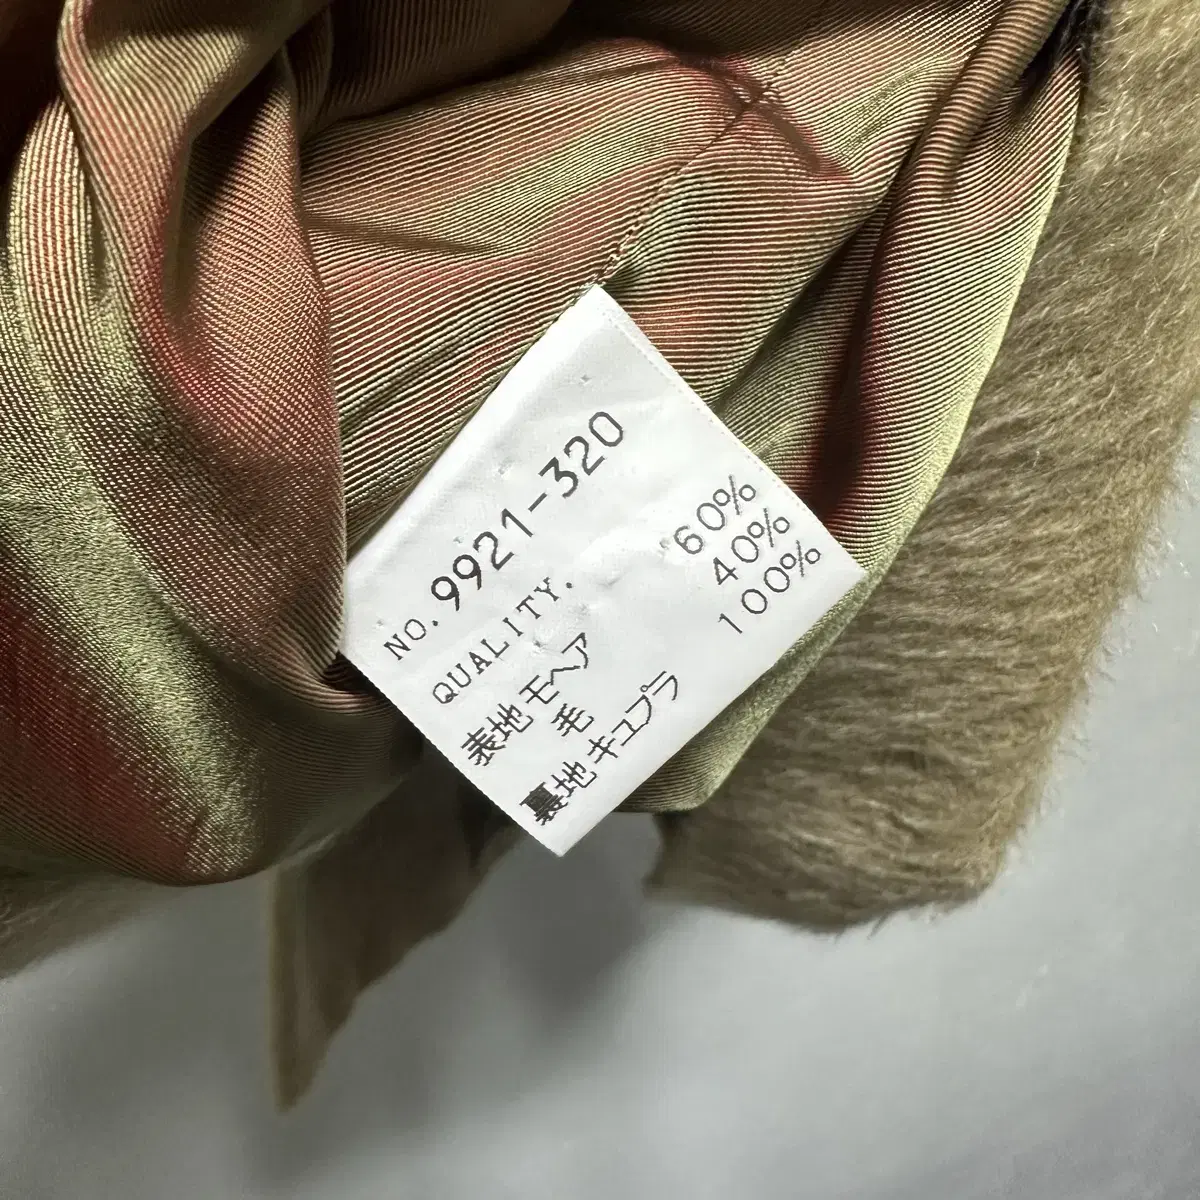 NO. 9921-320
QUALITY.
表地 モヘア 60%
毛 40%
裏地 キュプラ 100%